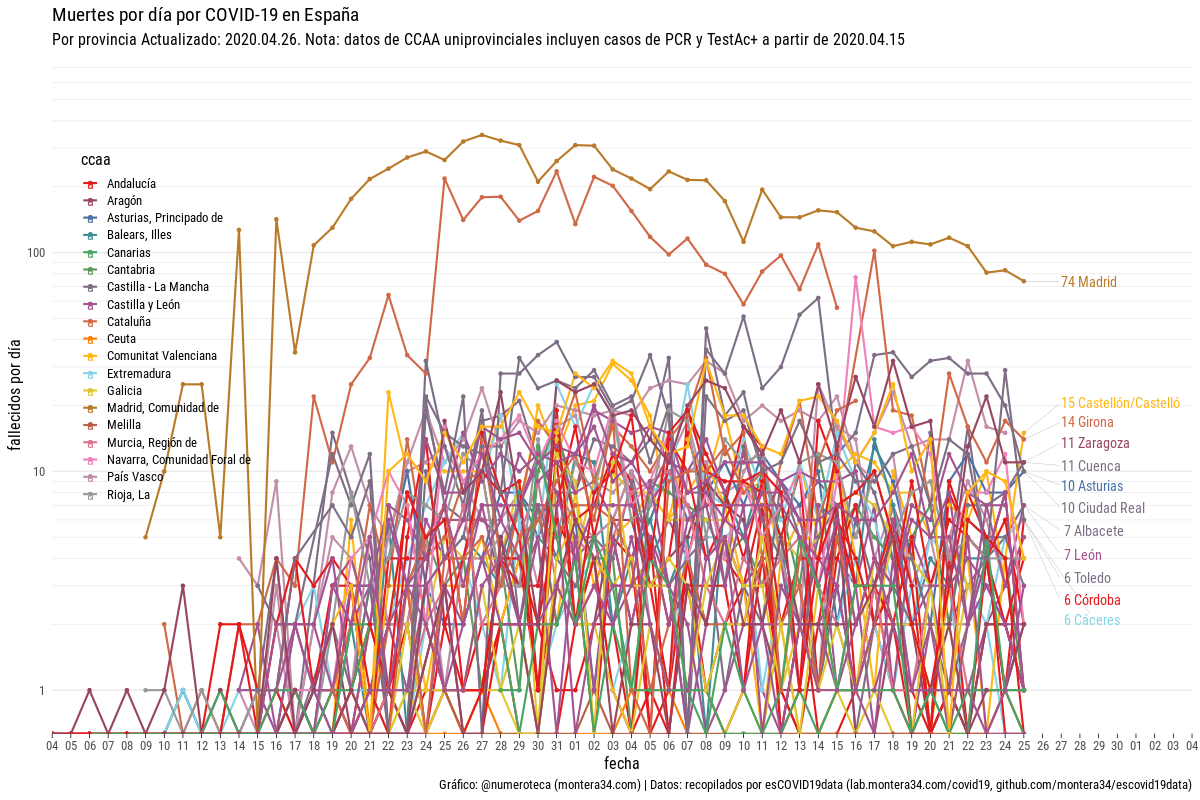 Muertes por día por COVID-19 en España
Por provincia Actualizado: 2020.04.26. Nota: datos de CCAA uniprovinciales incluyen casos de PCR y TestAc+ a partir de 2020.04.15
ccaa
Andalucía
Aragón
Asturias, Principado de
Balears, Illes
Canarias
Cantabria
Castilla - La Mancha
Castilla y León
Cataluña
Ceuta
Comunitat Valenciana
Extremadura
Galicia
Madrid, Comunidad de
Melilla
Murcia, Región de
Navarra, Comunidad Foral de
País Vasco
Rioja, La
fallecidos por día
100
10
1
74 Madrid
15 Castellón/Castelló
14 Girona
11 Zaragoza
11 Cuenca
10 Asturias
10 Ciudad Real
7 Albacete
7 León
6 Toledo
6 Córdoba
6 Cáceres
04 05 06 07 08 09 10 11 12 13 14 15 16 17 18 19 20 21 22 23 24 25 26 27 28 29 30 31 01 02 03 04 05 06 07 08 09 10 11 12 13 14 15 16 17 18 19 20 21 22 23 24 25 26 27 28 29 30 01 02 03 04
fecha
Gráfico: @numeroteca (montera34.com) | Datos: recopilados por esCOVID19data (lab.montera34.com/covid19, github.com/montera34/escovid19data)